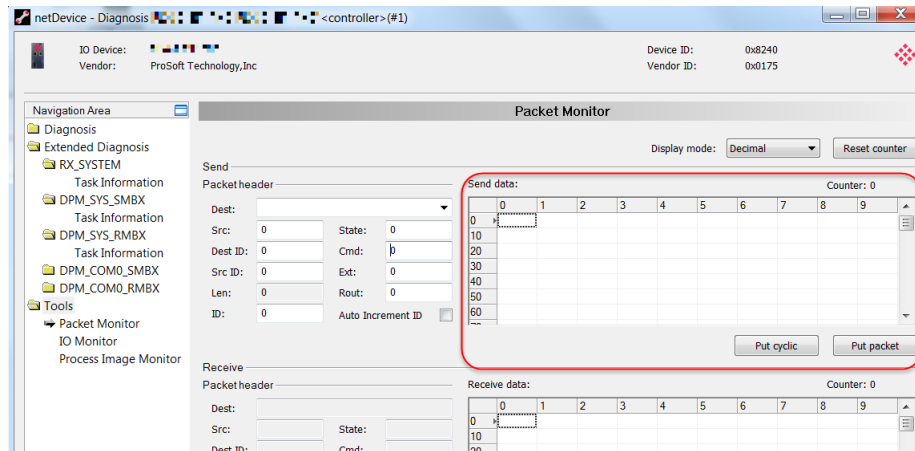 netDevice - Diagnosis <controller>(#1)
IO Device: Device ID: 0x8240
Vendor: ProSoft Technology,Inc Vendor ID: 0x0175
Navigation Area
Packet Monitor
Diagnosis
Extended Diagnosis
RX_SYSTEM
Task Information
DPM_SYS_SMBX
Task Information
DPM_SYS_RMBX
Task Information
DPM_COM0_SMBX
DPM_COM0_RMBX
Tools
Packet Monitor
IO Monitor
Process Image Monitor
Display mode: Decimal Reset counter
Send
Packet header
Dest:
Src: 0 State: 0
Dest ID: 0 Cmd: 0
Src ID: 0 Ext: 0
Len: 0 Rout: 0
ID: 0 Auto Increment ID
Send data: Counter: 0
0 1 2 3 4 5 6 7 8 9
0
10
20
30
40
50
60
Put cyclic Put packet
Receive
Packet header
Dest:
Src: State:
Dest ID: Cmd:
Receive data: Counter: 0
0 1 2 3 4 5 6 7 8 9
0
10
20